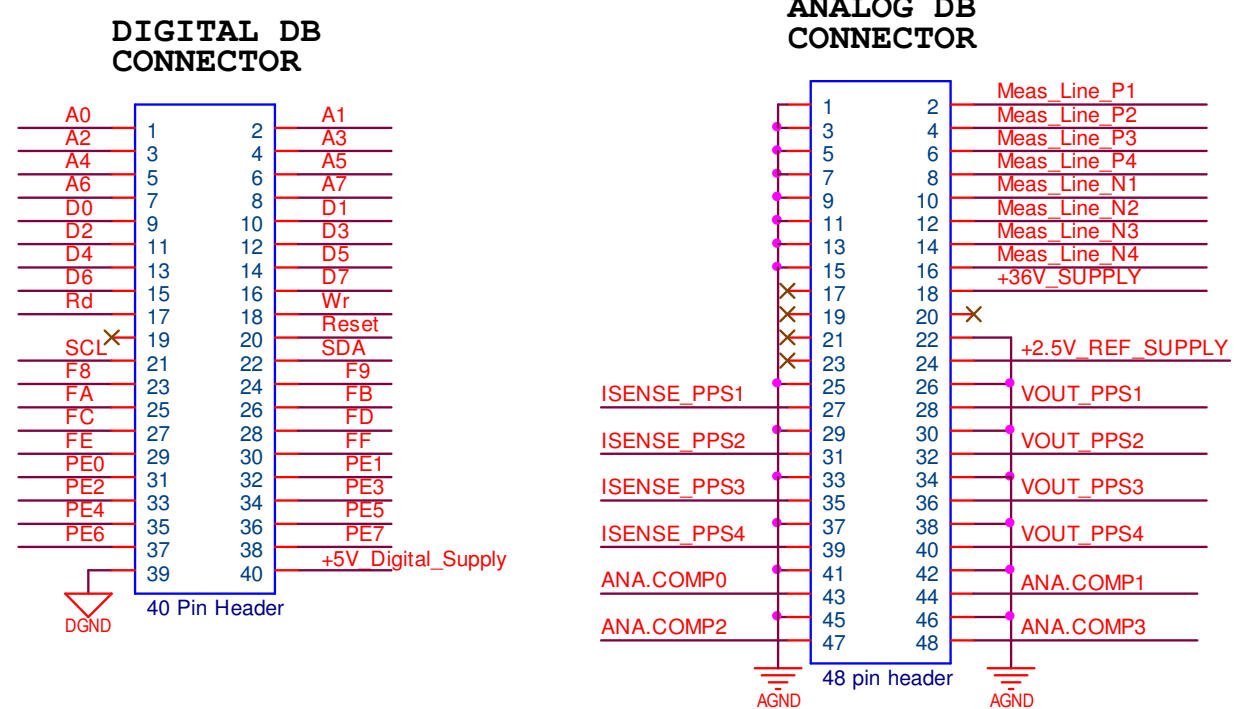 DIGITAL DB
CONNECTOR
A0 1 2 A1
A2 3 4 A3
A4 5 6 A5
A6 7 8 A7
D0 9 10 D1
D2 11 12 D3
D4 13 14 D5
D6 15 16 D7
Rd 17 18 Wr
19 20 Reset
SCL 21 22 SDA
F8 23 24 F9
FA 25 26 FB
FC 27 28 FD
FE 29 30 FF
PE0 31 32 PE1
PE2 33 34 PE3
PE4 35 36 PE5
PE6 37 38 PE7
39 40 +5V_Digital_Supply
DGND
40 Pin Header
ANALOG DB
CONNECTOR
1 2 Meas_Line_P1
3 4 Meas_Line_P2
5 6 Meas_Line_P3
7 8 Meas_Line_P4
9 10 Meas_Line_N1
11 12 Meas_Line_N2
13 14 Meas_Line_N3
15 16 Meas_Line_N4
17 18 +36V_SUPPLY
19 20
21 22
23 24 +2.5V_REF_SUPPLY
25 26
ISENSE_PPS1 27 28 VOUT_PPS1
29 30
ISENSE_PPS2 31 32 VOUT_PPS2
33 34
ISENSE_PPS3 35 36 VOUT_PPS3
37 38
ISENSE_PPS4 39 40 VOUT_PPS4
41 42
ANA.COMP0 43 44 ANA.COMP1
45 46
ANA.COMP2 47 48 ANA.COMP3
48 pin header
AGND
AGND